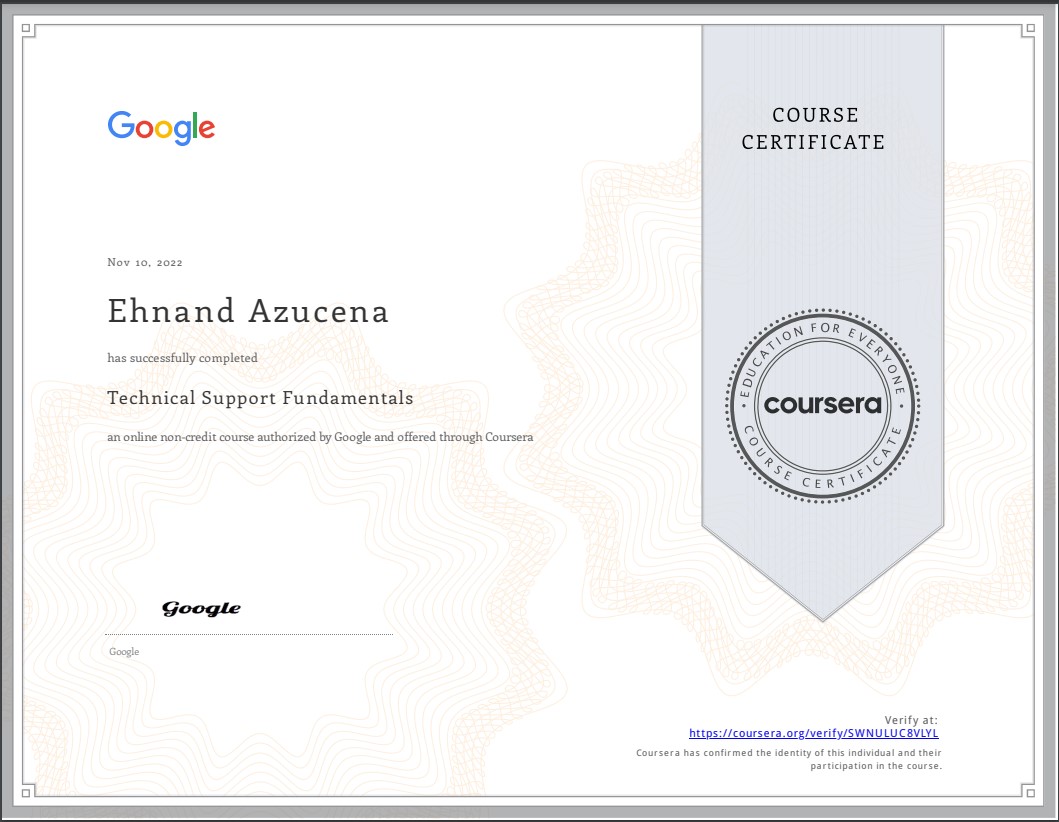 Google
COURSE
CERTIFICATE
Nov 10, 2022
Ehnand Azucena
has successfully completed
Technical Support Fundamentals
an online non-credit course authorized by Google and offered through Coursera
EDUCATION FOR EVERYONE
coursera
COURSE CERTIFICATE
Google
Google
Verify at:
https://coursera.org/verify/SWNULUC8VLYL
Coursera has confirmed the identity of this individual and their
participation in the course.